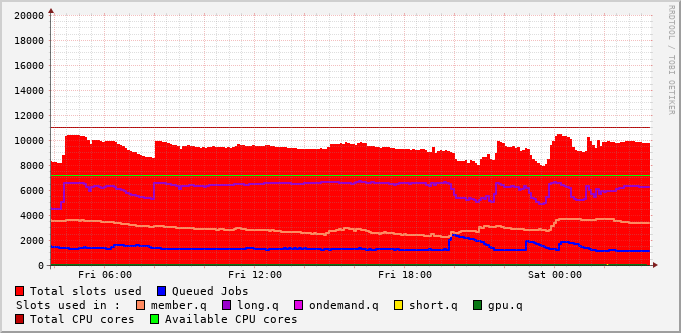 RRDTOOL / TOBI OETIKER
20000
18000
16000
14000
12000
10000
8000
6000
4000
2000
0
Fri 06:00 Fri 12:00 Fri 18:00 Sat 00:00
Total slots used Queued Jobs
Slots used in : member.q long.q ondemand.q short.q gpu.q
Total CPU cores Available CPU cores